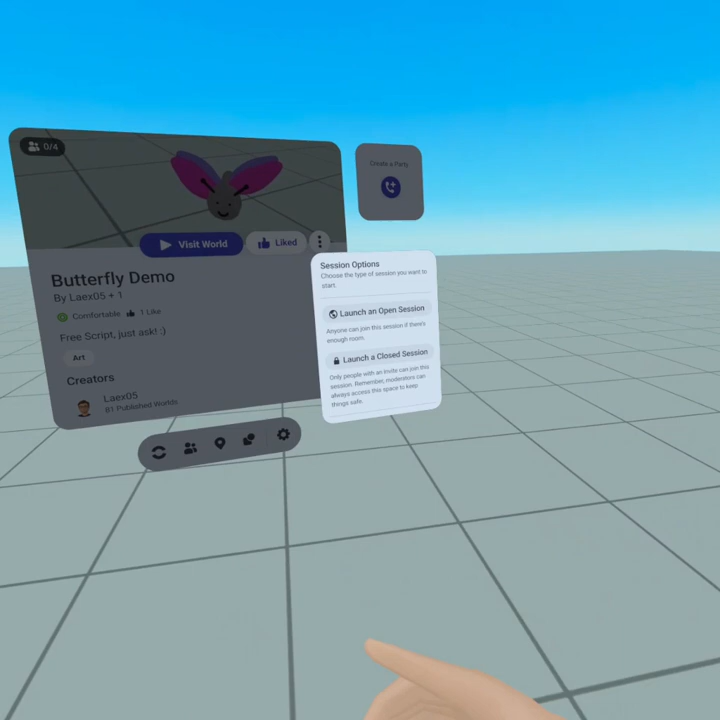 0/4
Create a Party
Visit World
Liked
Butterfly Demo
By Laex05 + 1
Comfortable 1 Like
Free Script, just ask! :)
Art
Creators
Laex05
81 Published Worlds
Session Options
Choose the type of session you want to
start.
Launch an Open Session
Anyone can join this session if there's
enough room.
Launch a Closed Session
Only people with an invite can join this
session. Remember, moderators can
always access this space to keep
things safe.